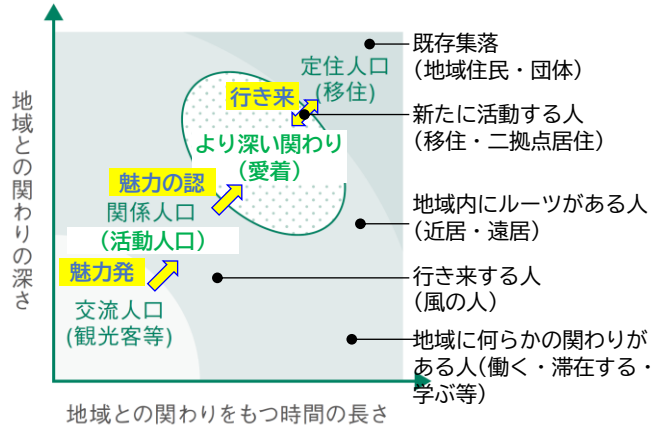 地域との関わりの深さ
定住人口
(移住)
行き来
より深い関わり
(愛着)
魅力の認
関係人口
(活動人口)
魅力発
交流人口
(観光客等)
地域との関わりをもつ時間の長さ
既存集落
(地域住民・団体)
新たに活動する人
(移住・二拠点居住)
地域内にルーツがある人
(近居・遠居)
行き来する人
(風の人)
地域に何らかの関わりが
ある人(働く・滞在する・
学ぶ等)